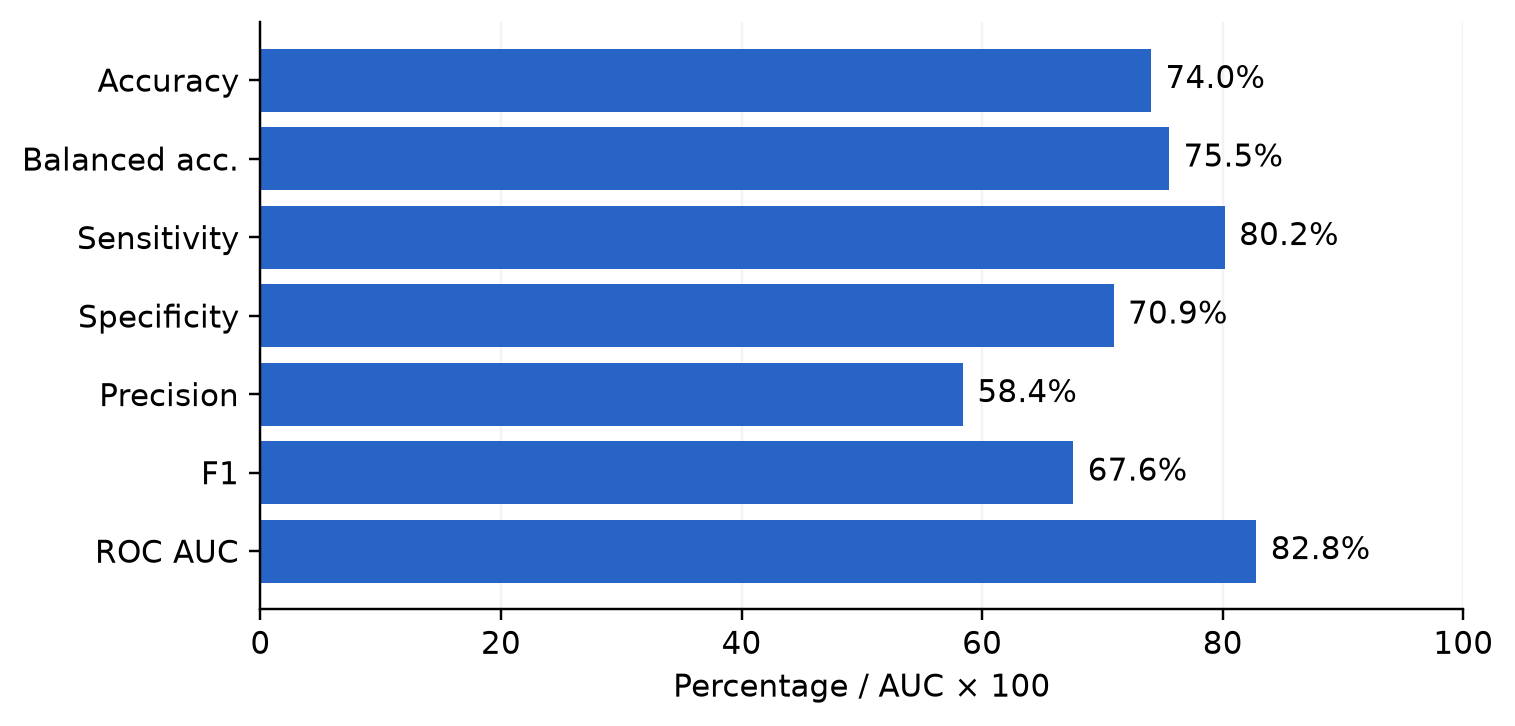 Accuracy 74.0%
Balanced acc. 75.5%
Sensitivity 80.2%
Specificity 70.9%
Precision 58.4%
F1 67.6%
ROC AUC 82.8%
0 20 40 60 80 100
Percentage / AUC × 100